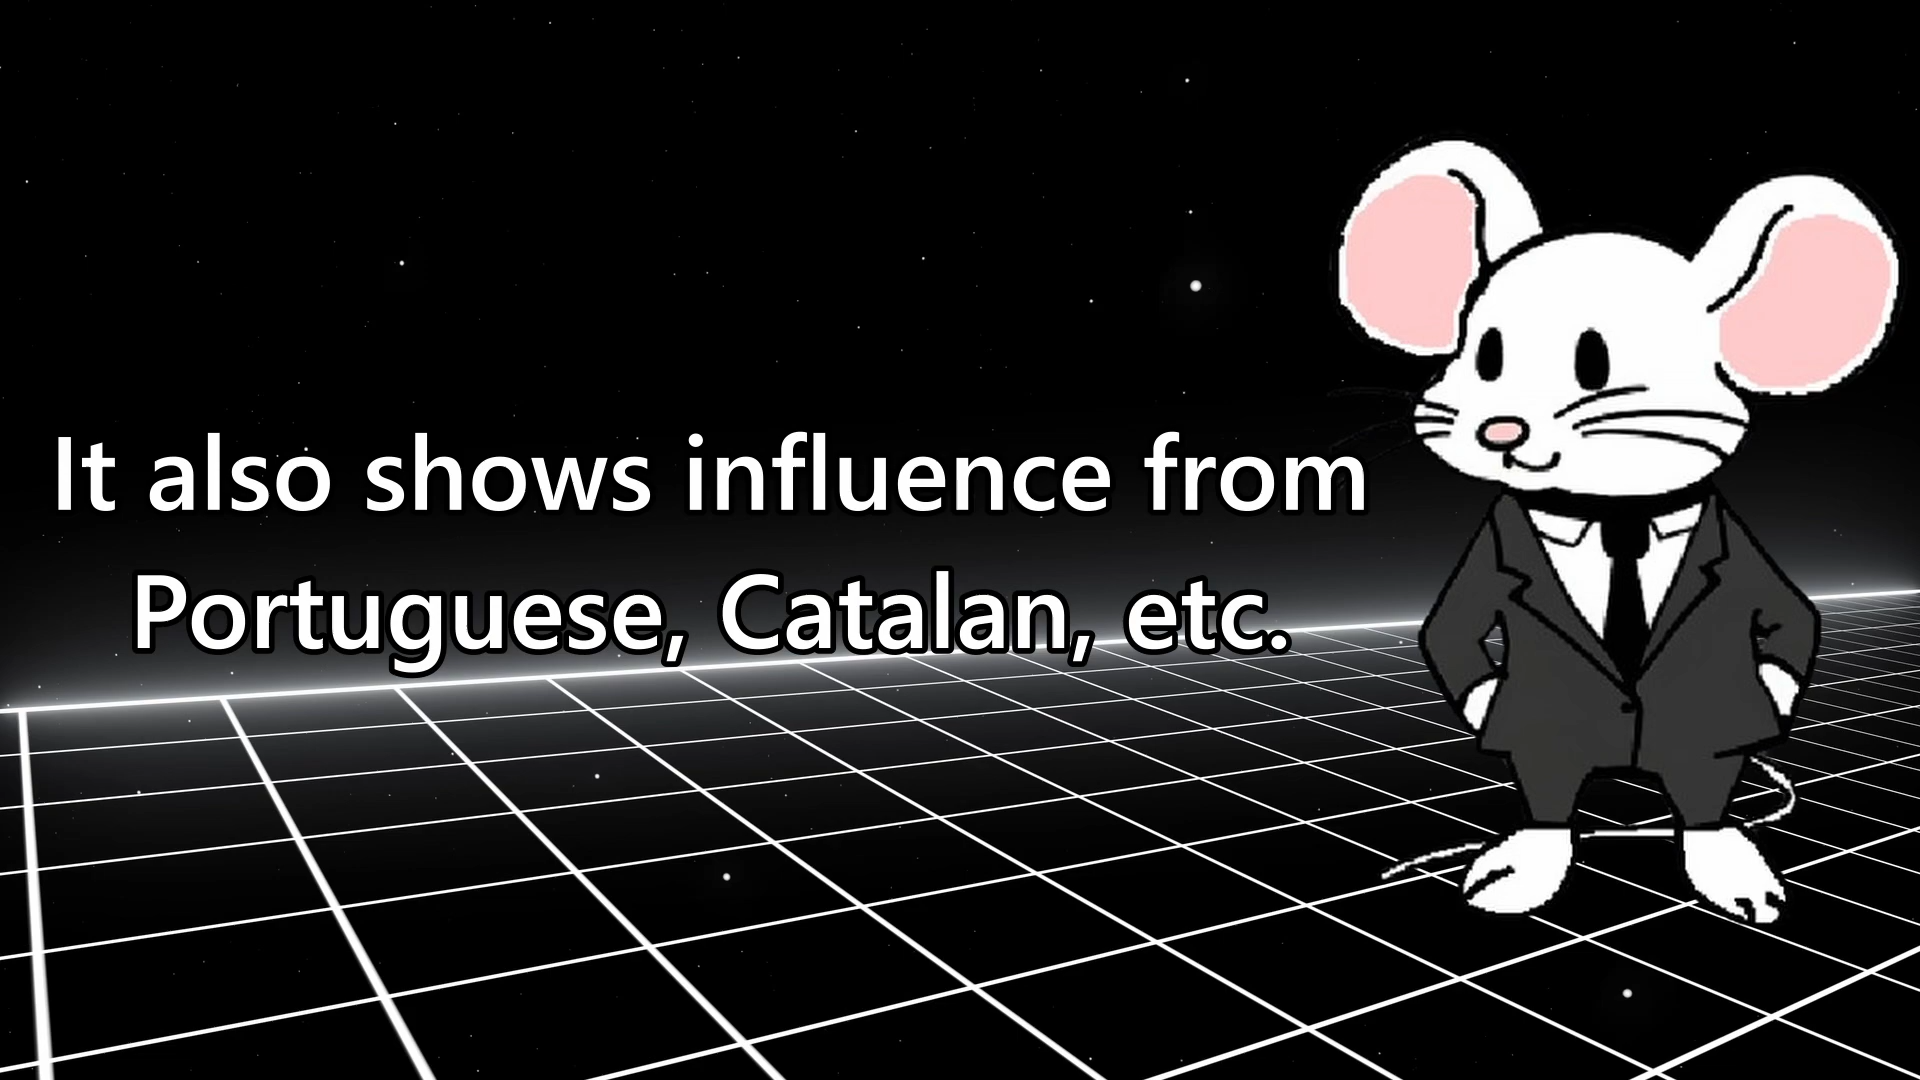 It also shows influence from
Portuguese, Catalan, etc.